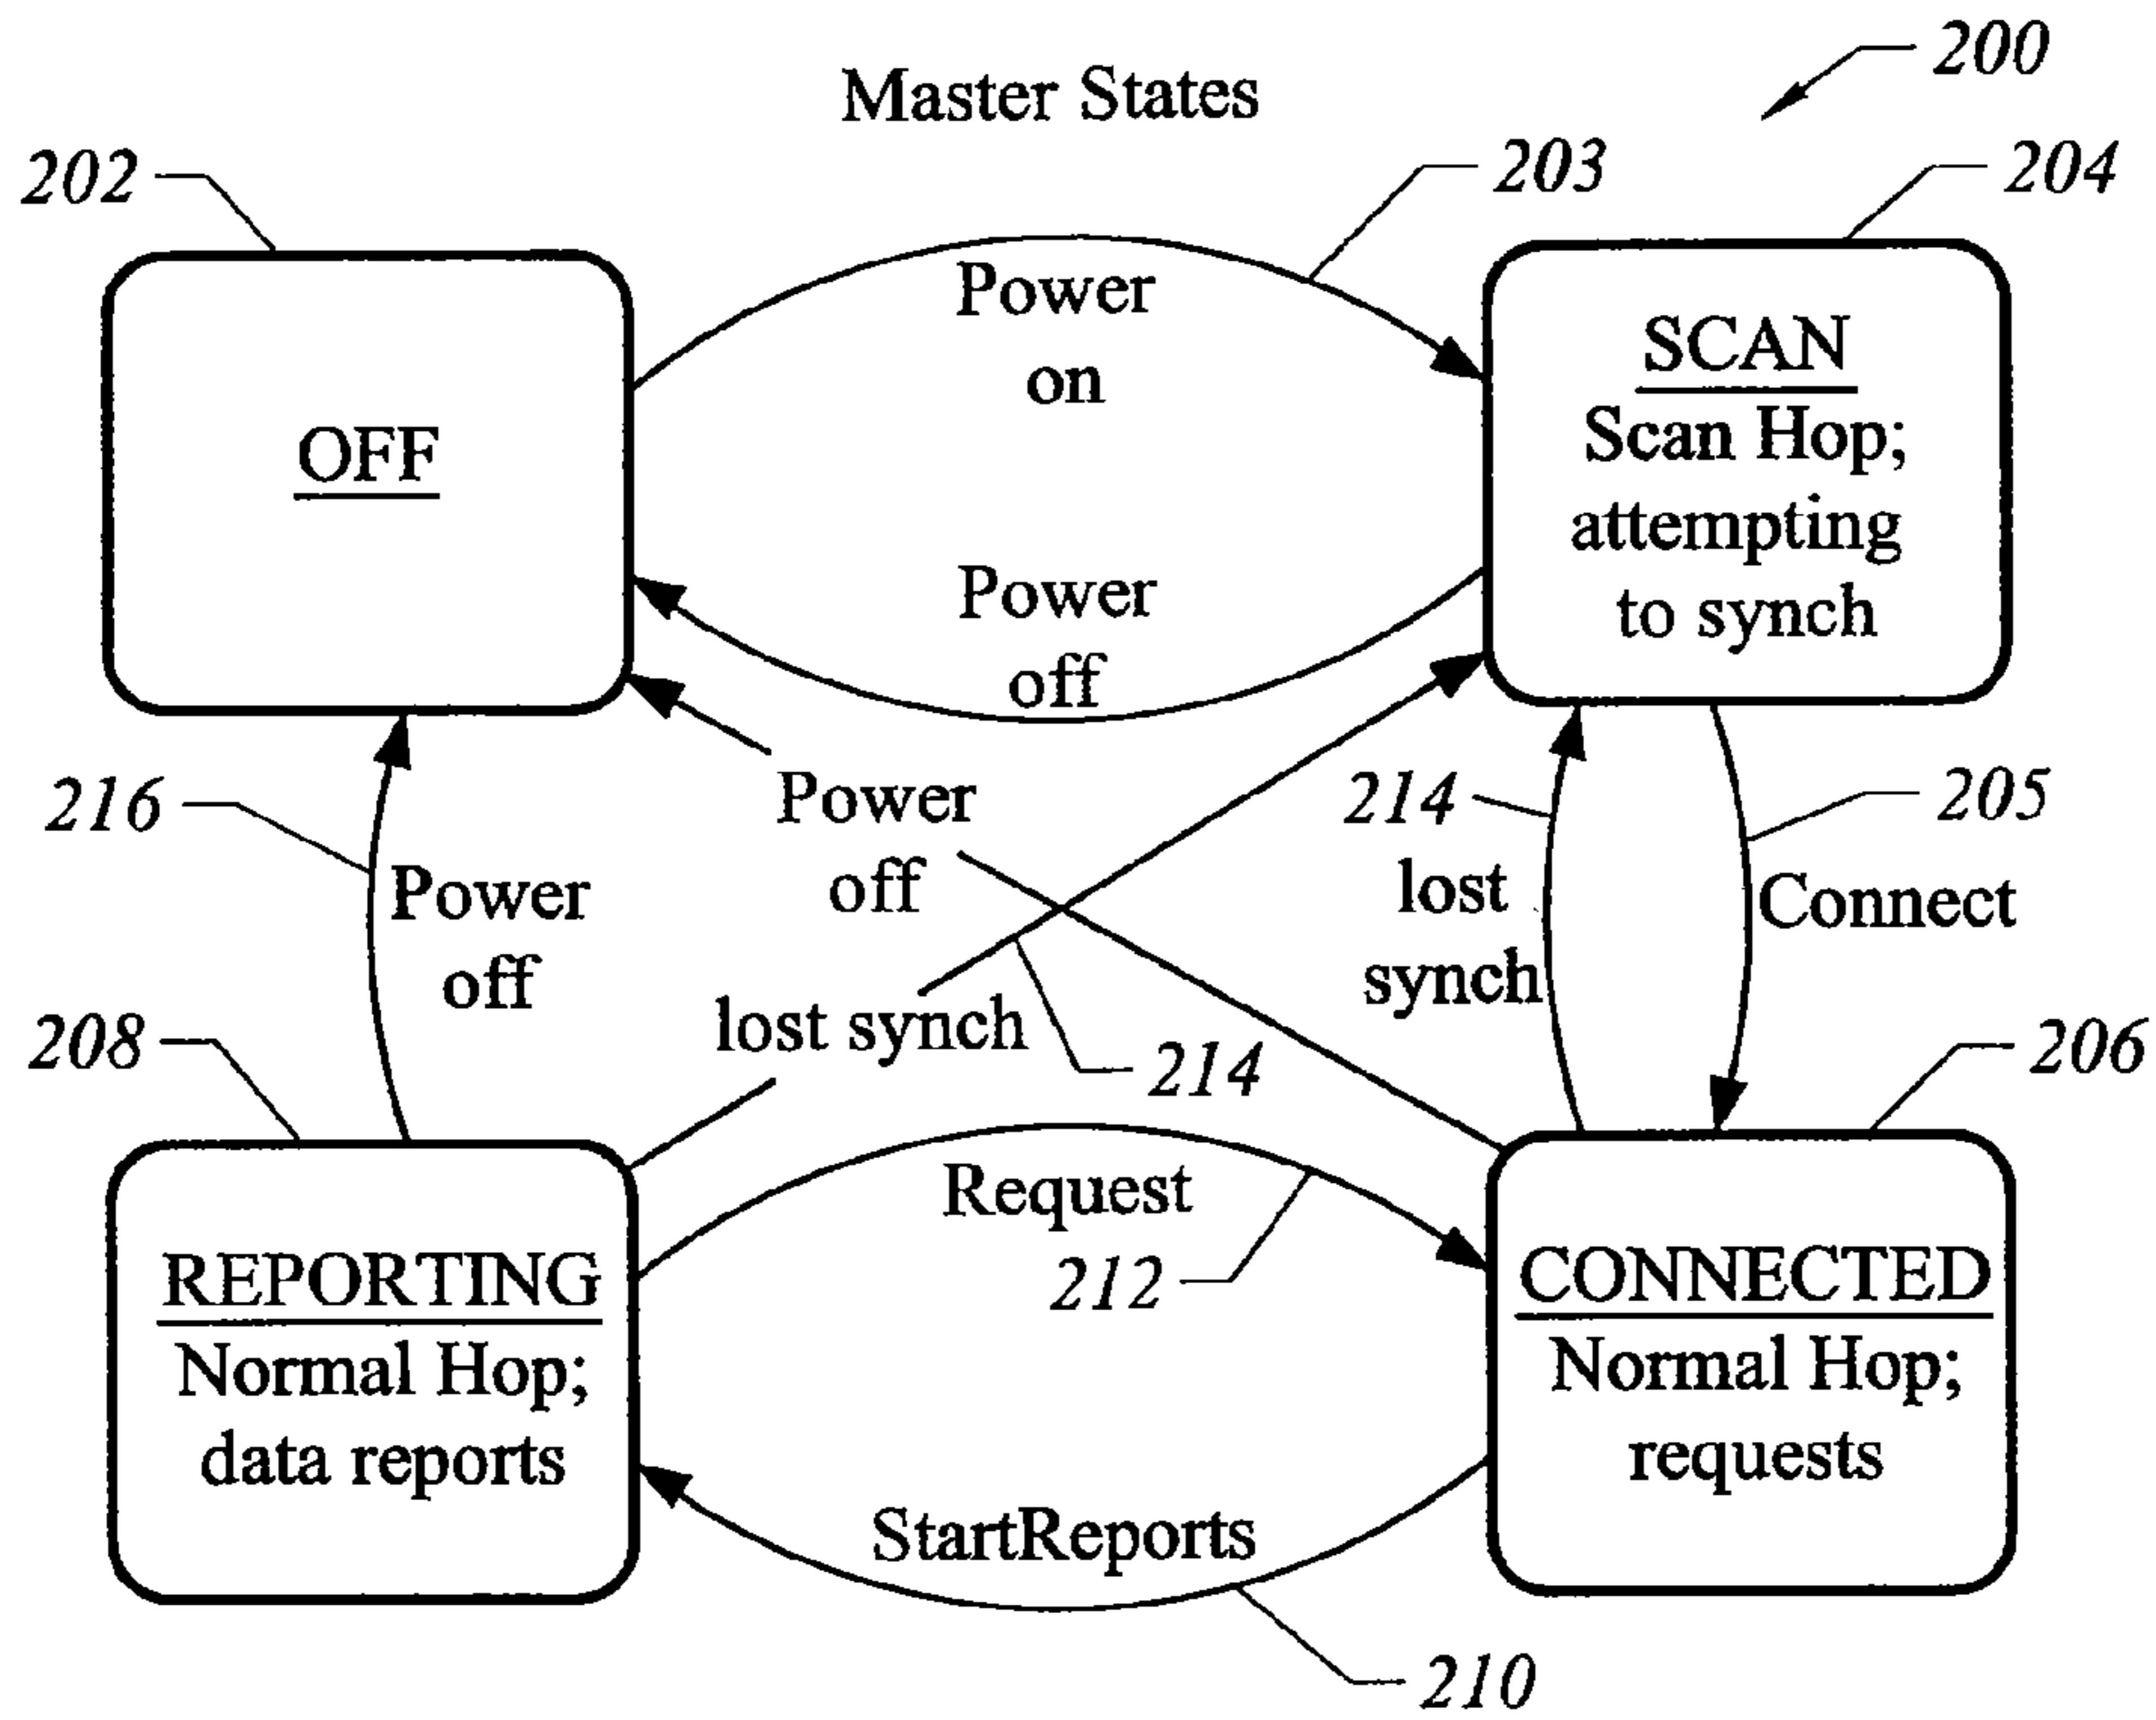 Master States
200
202
203
204
OFF
Power
on
SCAN
Scan Hop;
attempting
to synch
Power
off
216
Power
off
Power
off
214
lost
synch
205
Connect
208
lost synch
214
206
REPORTING
Normal Hop;
data reports
Request
212
CONNECTED
Normal Hop;
requests
StartReports
210